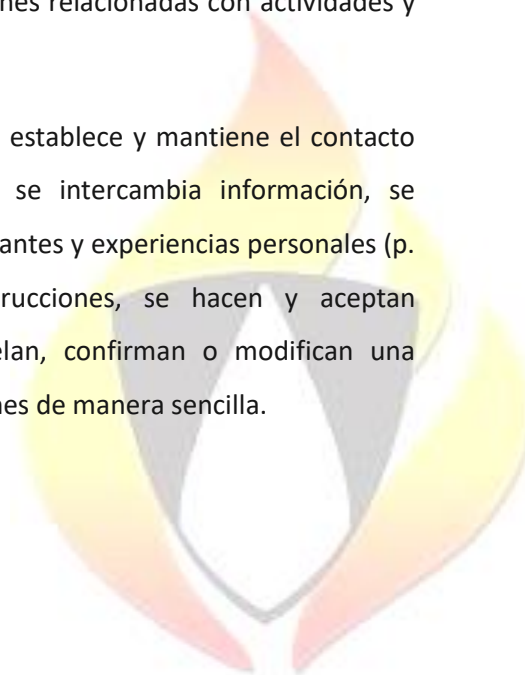 nes relacionadas con actividades y
establece y mantiene el contacto
se intercambia información, se
antes y experiencias personales (p.
rucciones, se hacen y aceptan
elan, confirman o modifican una
nes de manera sencilla.